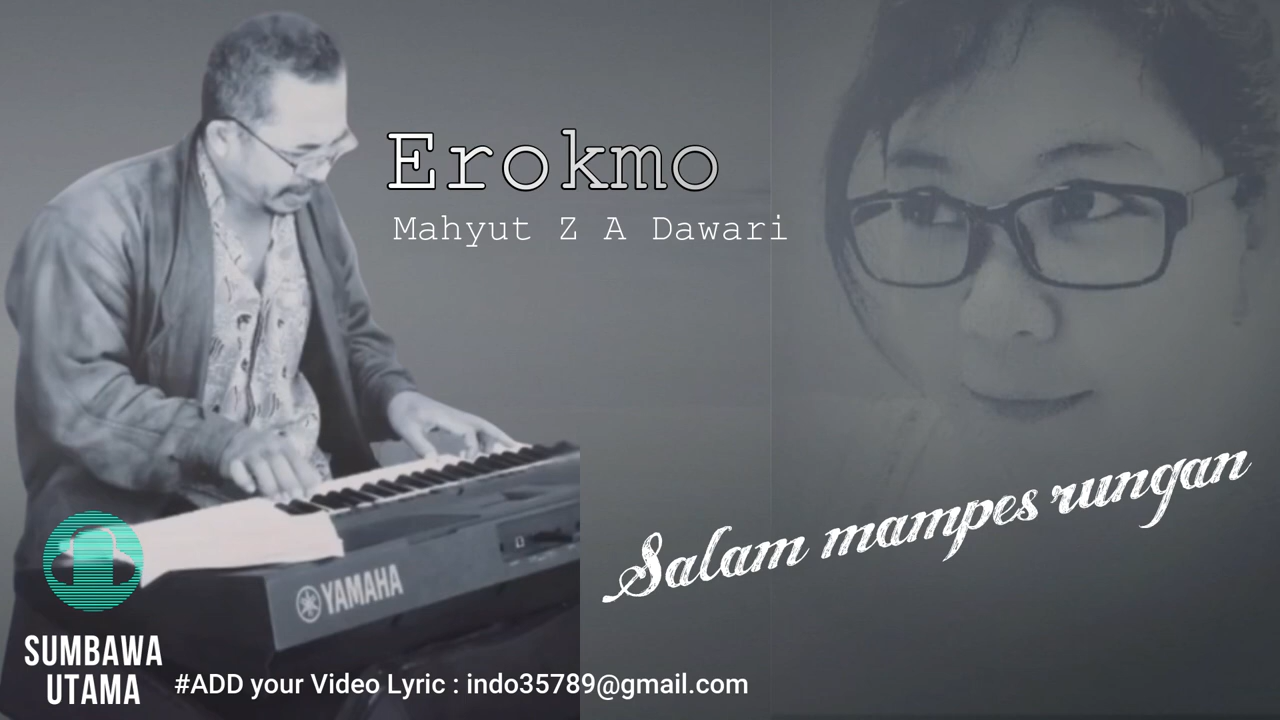 Erokmo
Mahyut Z A Dawari
Salam mampes rungan
YAMAHA
SUMBAWA
UTAMA
#ADD your Video Lyric : indo35789@gmail.com